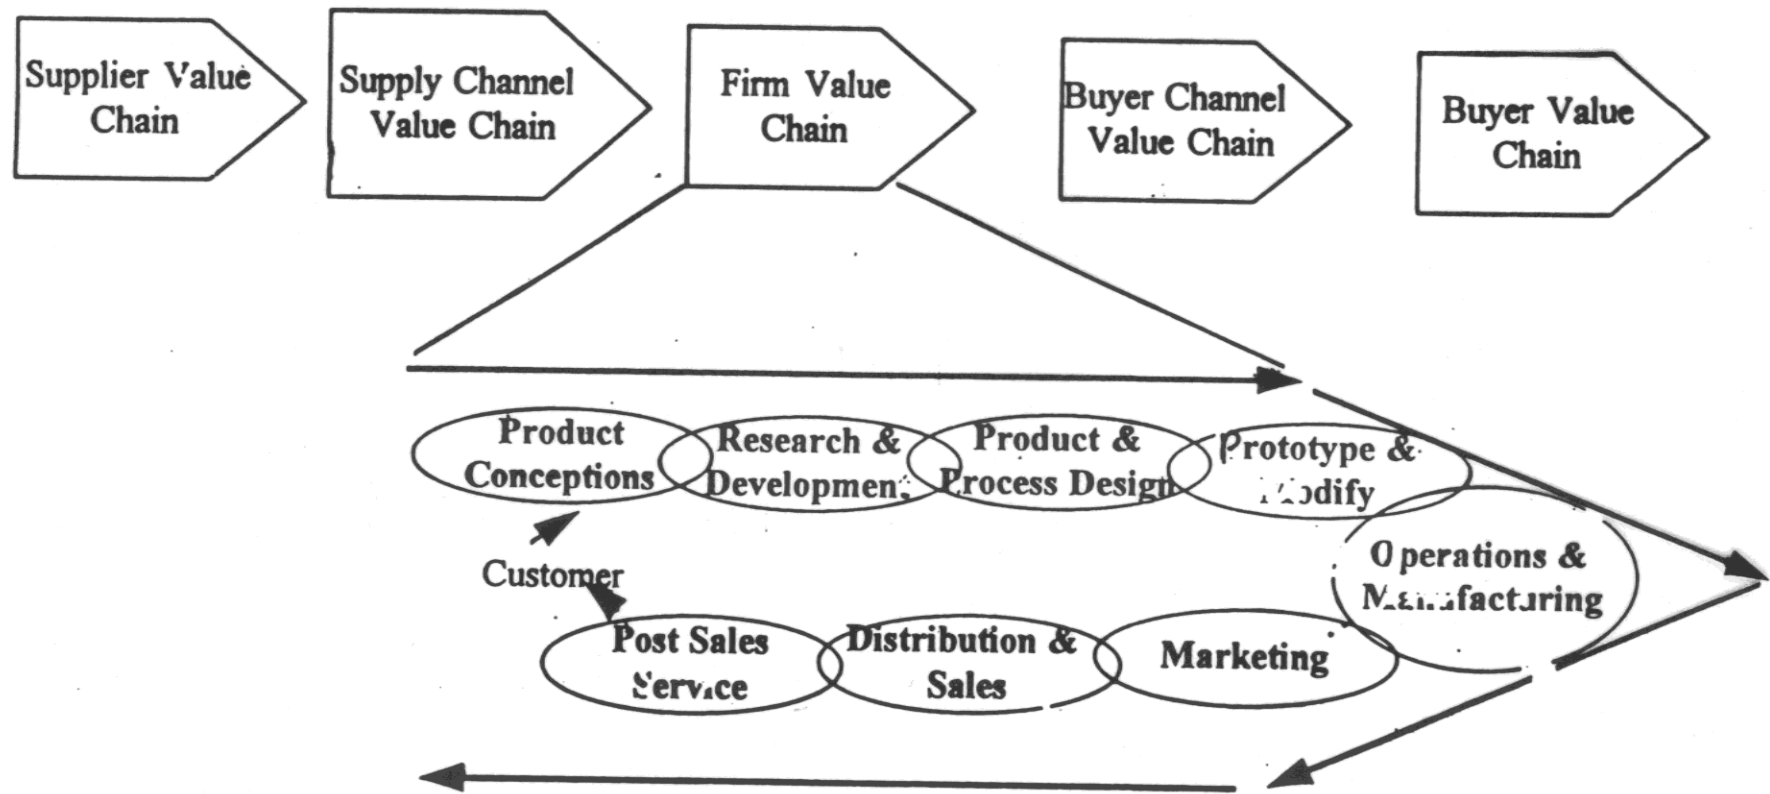 Supplier Value
Chain
Supply Channel
Value Chain
Firm Value
Chain
Buyer Channel
Value Chain
Buyer Value
Chain
Product
Conceptions
Research &
Development
Product &
Process Design
Prototype &
Modify
Operations &
Manufacturing
Customer
Post Sales
Service
Distribution &
Sales
Marketing